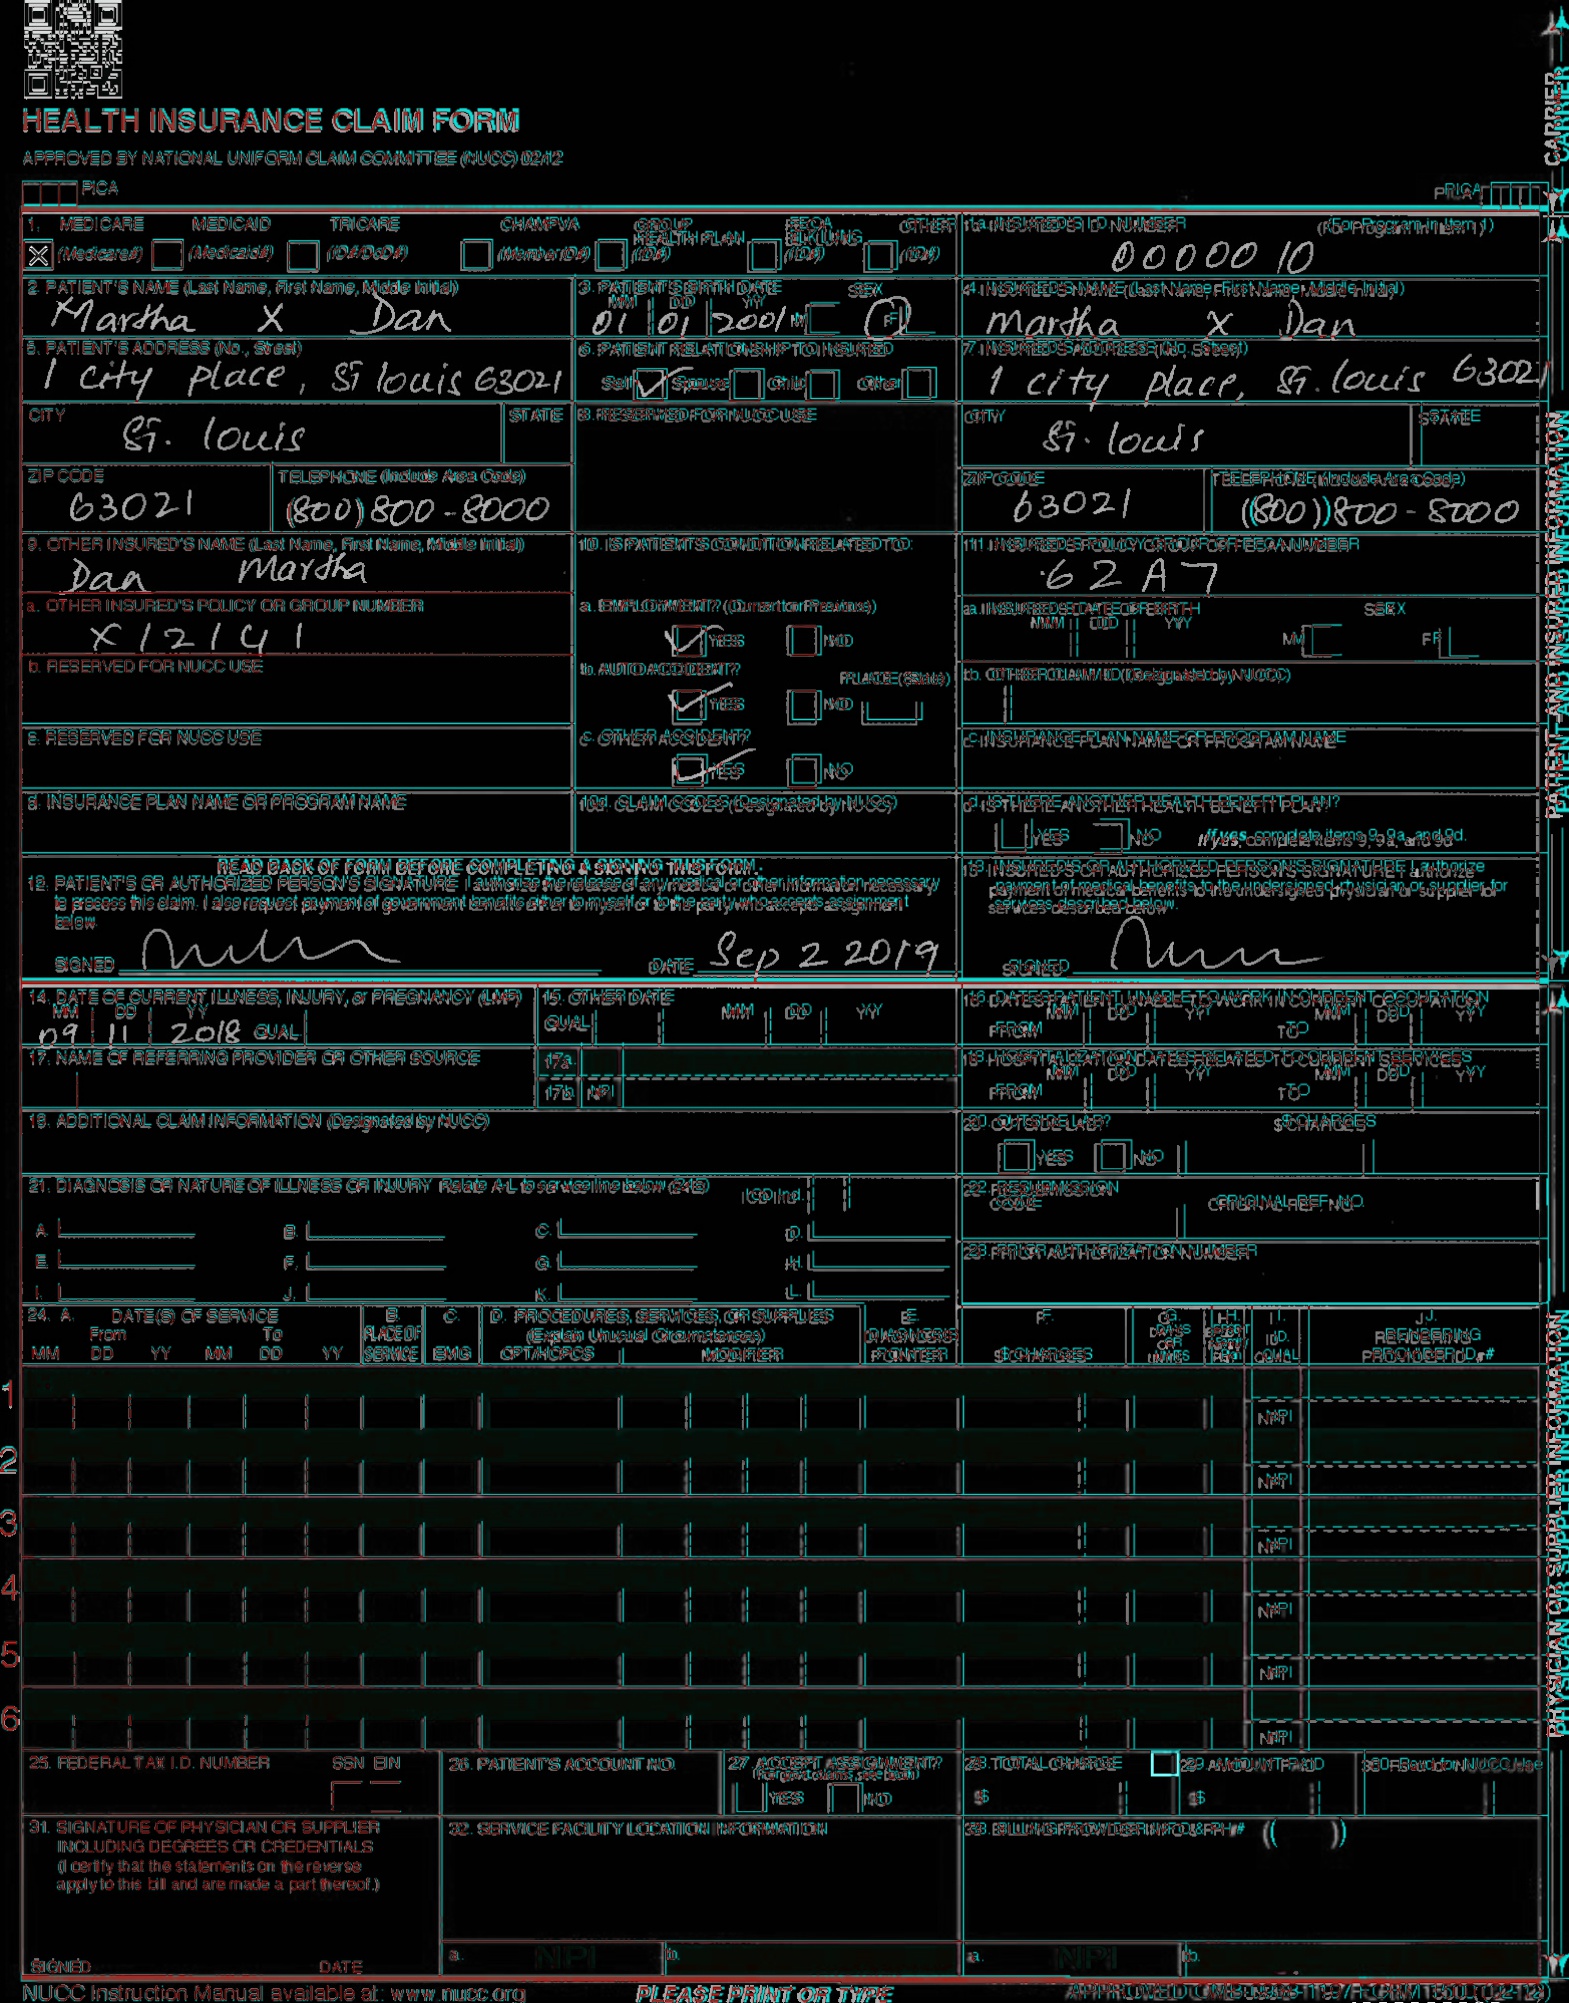 HEALTH INSURANCE CLAIM FORM
APPROVED BY NATIONAL UNIFORM CLAIM COMMITTEE (NUCC) 02/12
PICA PICA
CARRIER
1. MEDICARE MEDICAID TRICARE CHAMPVA GROUP HEALTH PLAN FECA BLK LUNG OTHER
(Medicare#) (Medicaid#) (ID#/DoD#) (Member ID#) (ID#) (ID#) (ID#)
1a. INSURED'S I.D. NUMBER (For Program in Item 1)
0000010
2. PATIENT'S NAME (Last Name, First Name, Middle Initial)
Martha X Dan
3. PATIENT'S BIRTH DATE SEX
MM DD YY
01 01 2001 M F
4. INSURED'S NAME (Last Name, First Name, Middle Initial)
Martha X Dan
5. PATIENT'S ADDRESS (No., Street)
1 city place, St louis 63021
6. PATIENT RELATIONSHIP TO INSURED
Self Spouse Child Other
7. INSURED'S ADDRESS (No., Street)
1 city place, St. louis 63021
CITY STATE
St. louis
8. RESERVED FOR NUCC USE
CITY STATE
St. louis
ZIP CODE TELEPHONE (Include Area Code)
63021 (800) 800-8000
ZIP CODE TELEPHONE (Include Area Code)
63021 (800) 800-8000
9. OTHER INSURED'S NAME (Last Name, First Name, Middle Initial)
Dan Martha
10. IS PATIENT'S CONDITION RELATED TO:
11. INSURED'S POLICY GROUP OR FECA NUMBER
62A7
a. OTHER INSURED'S POLICY OR GROUP NUMBER
X12141
a. EMPLOYMENT? (Current or Previous)
YES NO
a. INSURED'S DATE OF BIRTH SEX
MM DD YY M F
b. RESERVED FOR NUCC USE
b. AUTO ACCIDENT? PLACE (State)
YES NO
b. OTHER CLAIM ID (Designated by NUCC)
c. RESERVED FOR NUCC USE
c. OTHER ACCIDENT?
YES NO
c. INSURANCE PLAN NAME OR PROGRAM NAME
d. INSURANCE PLAN NAME OR PROGRAM NAME
10d. CLAIM CODES (Designated by NUCC)
d. IS THERE ANOTHER HEALTH BENEFIT PLAN?
YES NO If yes, complete items 9, 9a, and 9d.
READ BACK OF FORM BEFORE COMPLETING & SIGNING THIS FORM.
12. PATIENT'S OR AUTHORIZED PERSON'S SIGNATURE I authorize the release of any medical or other information necessary
to process this claim. I also request payment of government benefits either to myself or to the party who accepts assignment
below.
SIGNED DATE Sep 2 2019
13. INSURED'S OR AUTHORIZED PERSON'S SIGNATURE I authorize
payment of medical benefits to the undersigned physician or supplier for
services described below.
SIGNED
PATIENT AND INSURED INFORMATION
14. DATE OF CURRENT ILLNESS, INJURY, or PREGNANCY (LMP)
MM DD YY
09 11 2018 QUAL.
15. OTHER DATE
QUAL. MM DD YY
16. DATES PATIENT UNABLE TO WORK IN CURRENT OCCUPATION
MM DD YY MM DD YY
FROM TO
17. NAME OF REFERRING PROVIDER OR OTHER SOURCE
17a.
17b. NPI
18. HOSPITALIZATION DATES RELATED TO CURRENT SERVICES
MM DD YY MM DD YY
FROM TO
19. ADDITIONAL CLAIM INFORMATION (Designated by NUCC)
20. OUTSIDE LAB? $ CHARGES
YES NO
21. DIAGNOSIS OR NATURE OF ILLNESS OR INJURY Relate A-L to service line below (24E) ICD Ind.
A. B. C. D.
E. F. G. H.
I. J. K. L.
22. RESUBMISSION CODE ORIGINAL REF. NO.
23. PRIOR AUTHORIZATION NUMBER
24. A. DATE(S) OF SERVICE B. C. D. PROCEDURES, SERVICES, OR SUPPLIES E. F. G. H. I. J.
From To PLACE OF (Explain Unusual Circumstances) DIAGNOSIS DAYS OR EPSDT ID. RENDERING
MM DD YY MM DD YY SERVICE EMG CPT/HCPCS MODIFIER POINTER $ CHARGES UNITS QUAL. PROVIDER ID. #
1 NPI
2 NPI
3 NPI
4 NPI
5 NPI
6 NPI
25. FEDERAL TAX I.D. NUMBER SSN EIN
26. PATIENT'S ACCOUNT NO.
27. ACCEPT ASSIGNMENT?
(For govt. claims, see back)
YES NO
28. TOTAL CHARGE
$
29. AMOUNT PAID
$
30. Rsvd for NUCC Use
31. SIGNATURE OF PHYSICIAN OR SUPPLIER
INCLUDING DEGREES OR CREDENTIALS
(I certify that the statements on the reverse
apply to this bill and are made a part thereof.)
SIGNED DATE
32. SERVICE FACILITY LOCATION INFORMATION
a. NPI b.
33. BILLING PROVIDER INFO & PH # ( )
a. NPI b.
PHYSICIAN OR SUPPLIER INFORMATION
NUCC Instruction Manual available at: www.nucc.org
PLEASE PRINT OR TYPE
APPROVED OMB-0938-1197 FORM 1500 (02-12)